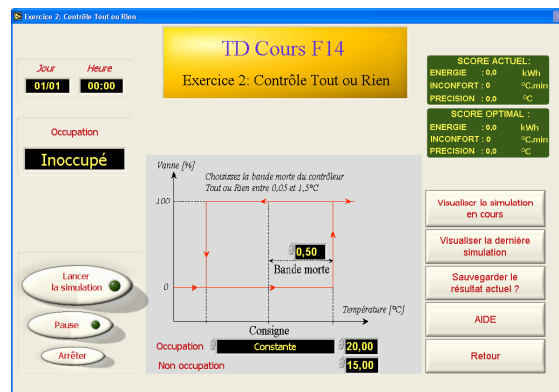 Exercice 2: Contrôle Tout ou Rien
TD Cours F14
Exercice 2: Contrôle Tout ou Rien
Jour Heure
01/01 00:00
Occupation
Inoccupé
SCORE ACTUEL:
ENERGIE : 0,0 kWh
INCONFORT : 0 °C.min
PRECISION : 0,0 °C
SCORE OPTIMAL :
ENERGIE : 0,0 kWh
INCONFORT : 0 °C.min
PRECISION : 0,0 °C
Vanne [%]
Choisissez la bande morte du contrôleur
Tout ou Rien entre 0,05 et 1,5°C
100
0,50
Bande morte
0
Température [°C]
Consigne
Occupation Constante 20,00
Non occupation 15,00
Lancer
la simulation
Pause
Arrêter
Visualiser la simulation
en cours
Visualiser la dernière
simulation
Sauvegarder le
résultat actuel ?
AIDE
Retour